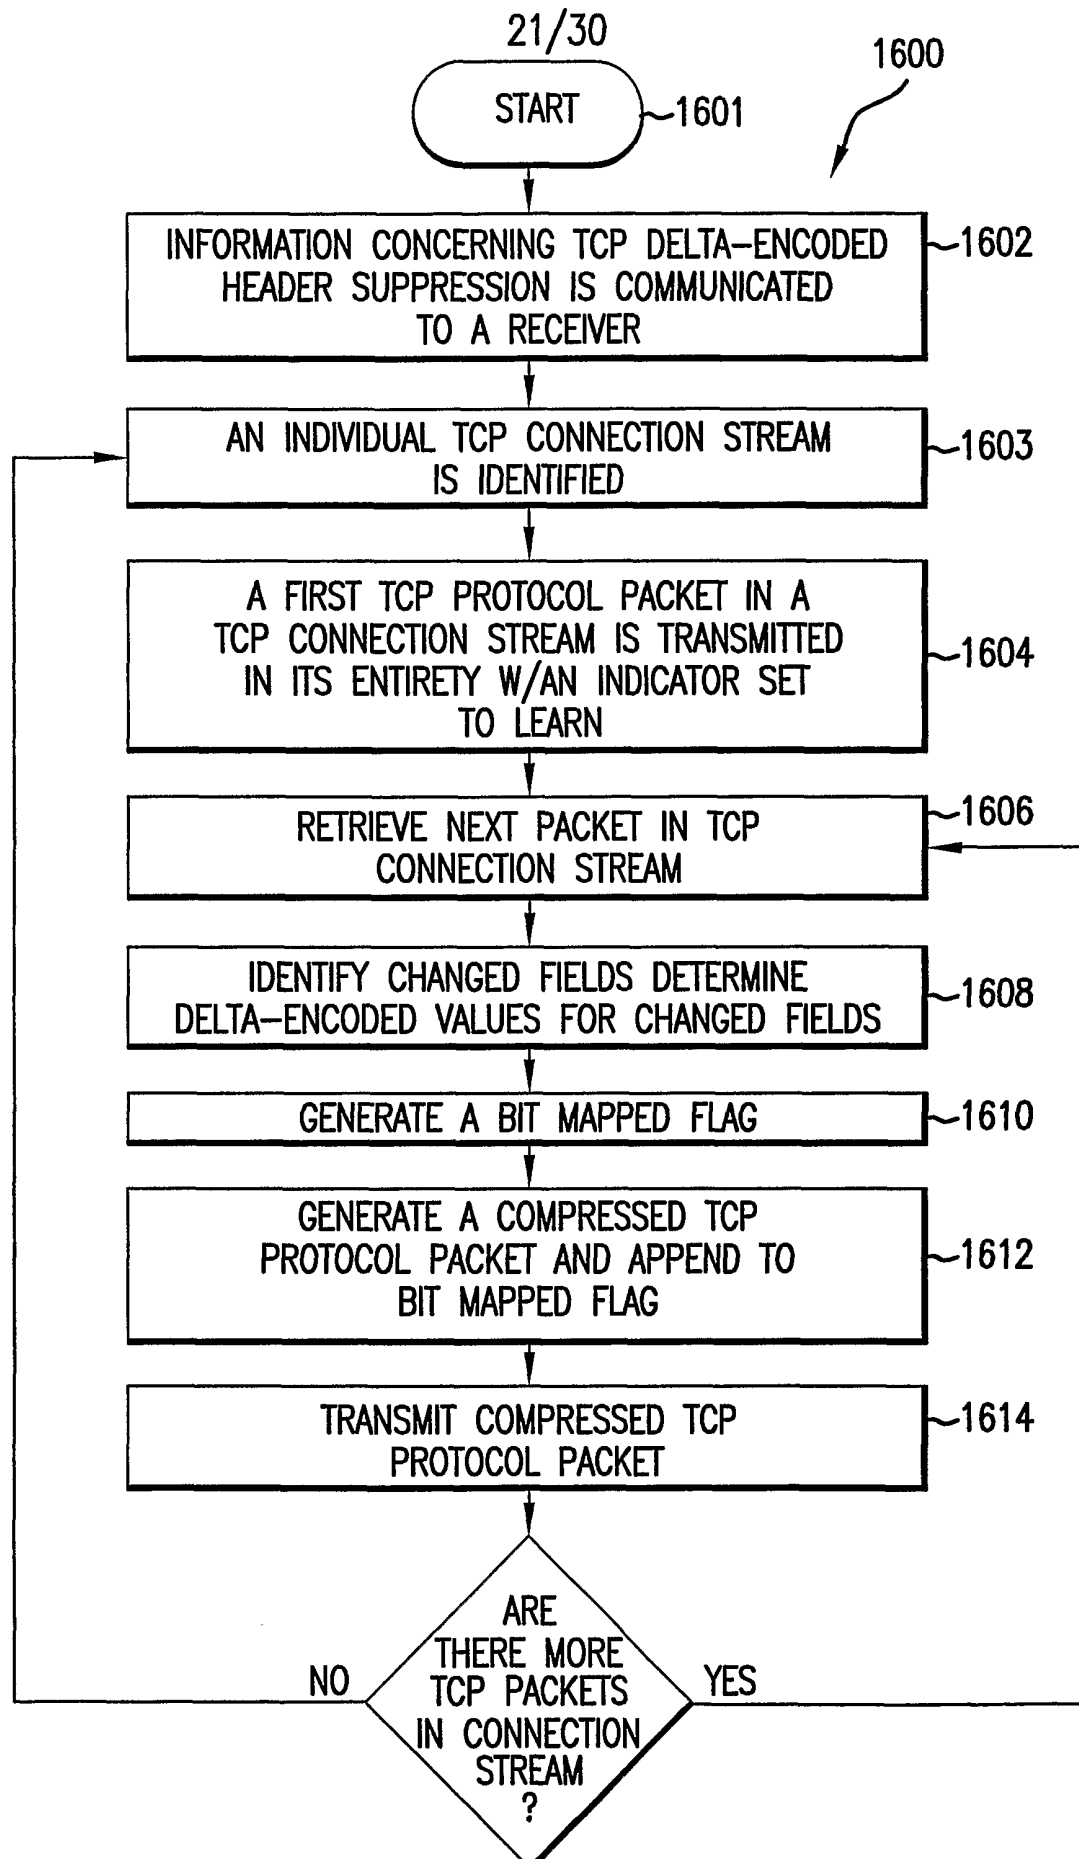 21/30
1600
START
1601
INFORMATION CONCERNING TCP DELTA-ENCODED
HEADER SUPPRESSION IS COMMUNICATED
TO A RECEIVER
1602
AN INDIVIDUAL TCP CONNECTION STREAM
IS IDENTIFIED
1603
A FIRST TCP PROTOCOL PACKET IN A
TCP CONNECTION STREAM IS TRANSMITTED
IN ITS ENTIRETY W/AN INDICATOR SET
TO LEARN
1604
RETRIEVE NEXT PACKET IN TCP
CONNECTION STREAM
1606
IDENTIFY CHANGED FIELDS DETERMINE
DELTA-ENCODED VALUES FOR CHANGED FIELDS
1608
GENERATE A BIT MAPPED FLAG
1610
GENERATE A COMPRESSED TCP
PROTOCOL PACKET AND APPEND TO
BIT MAPPED FLAG
1612
TRANSMIT COMPRESSED TCP
PROTOCOL PACKET
1614
ARE
THERE MORE
TCP PACKETS
IN CONNECTION
STREAM
?
NO
YES